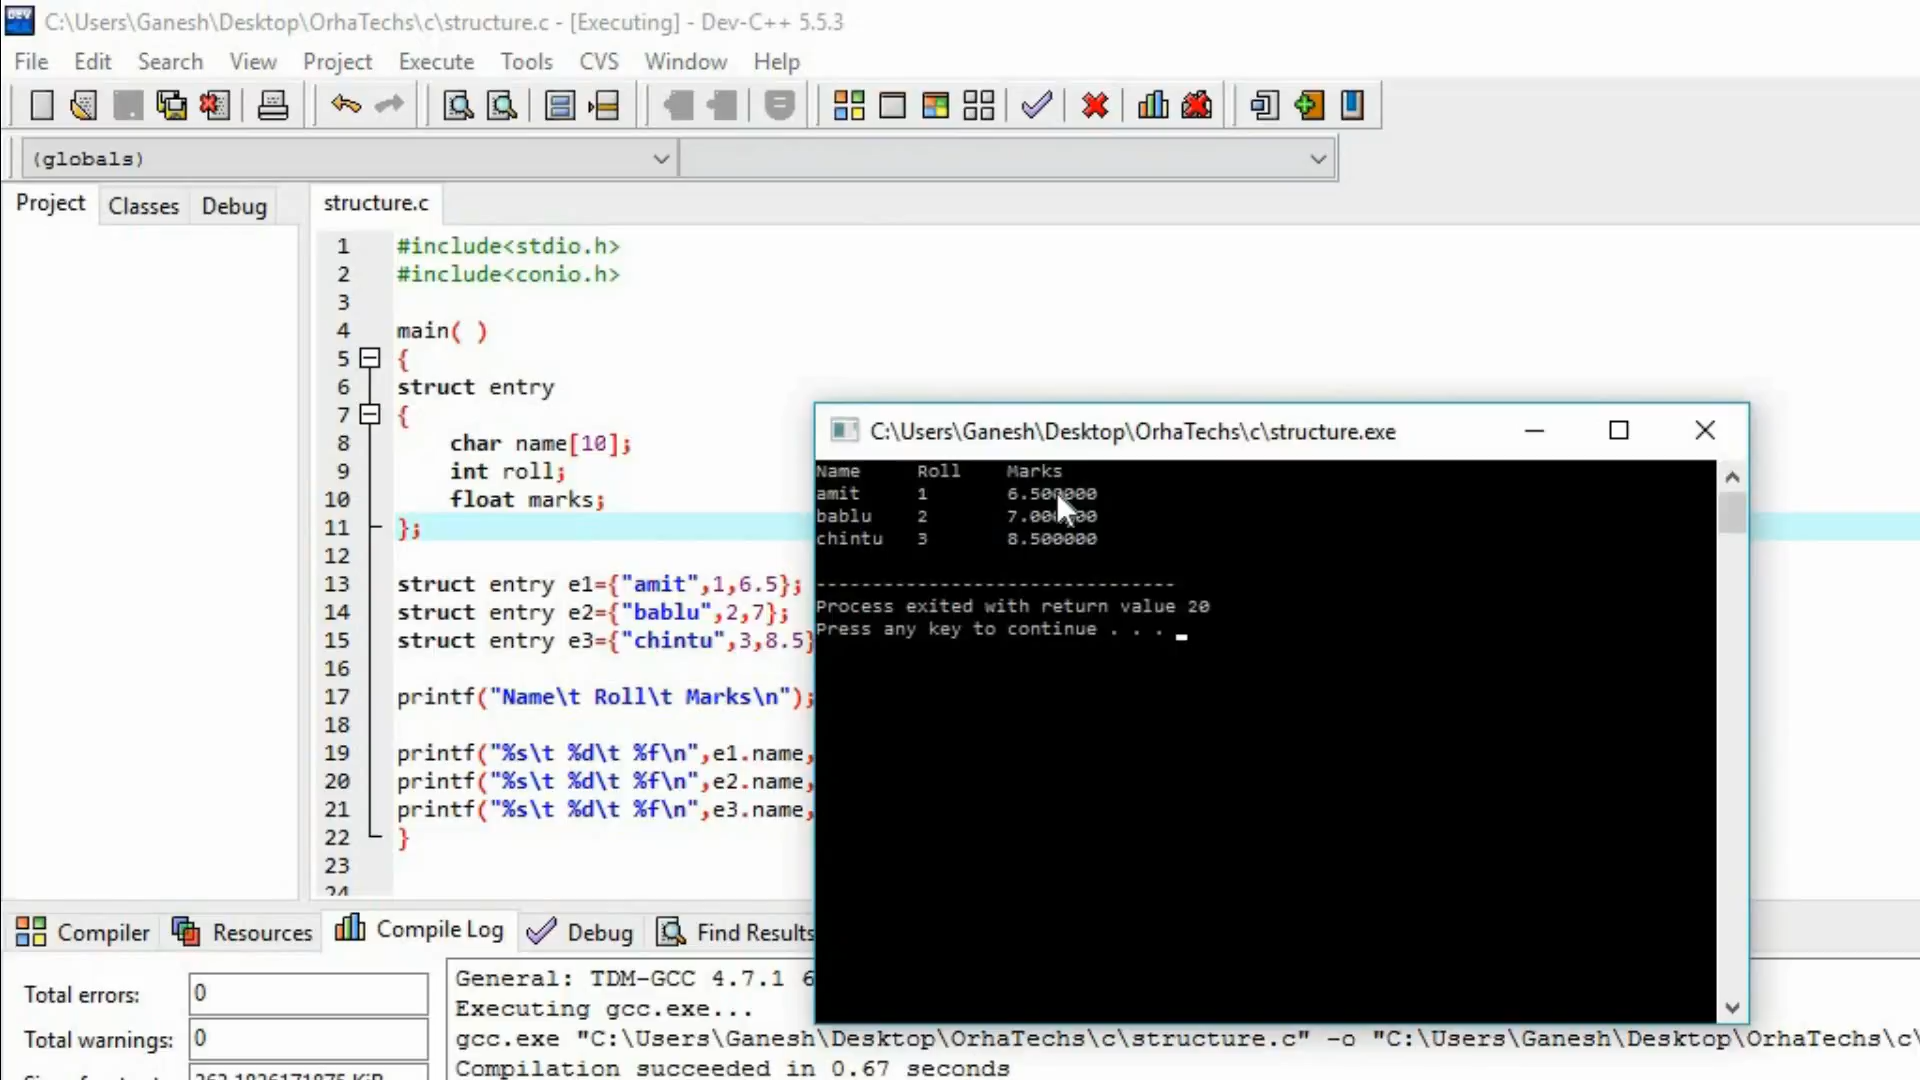 C:\Users\Ganesh\Desktop\OrhaTechs\c\structure.c - [Executing] - Dev-C++ 5.5.3
File Edit Search View Project Execute Tools CVS Window Help
(globals)
Project Classes Debug structure.c
1 #include<stdio.h>
2 #include<conio.h>
3
4 main( )
5 {
6 struct entry
7 {
8 char name[10];
9 int roll;
10 float marks;
11 };
12
13 struct entry e1={"amit",1,6.5};
14 struct entry e2={"bablu",2,7};
15 struct entry e3={"chintu",3,8.5}
16
17 printf("Name\t Roll\t Marks\n");
18
19 printf("%s\t %d\t %f\n",e1.name,
20 printf("%s\t %d\t %f\n",e2.name,
21 printf("%s\t %d\t %f\n",e3.name,
22 }
23
24
C:\Users\Ganesh\Desktop\OrhaTechs\c\structure.exe
Name Roll Marks
amit 1 6.500000
bablu 2 7.000000
chintu 3 8.500000
--------------------------------
Process exited with return value 20
Press any key to continue . . .
Compiler Resources Compile Log Debug Find Results
Total errors: 0
Total warnings: 0
General: TDM-GCC 4.7.1 6
Executing gcc.exe...
gcc.exe "C:\Users\Ganesh\Desktop\OrhaTechs\c\structure.c" -o "C:\Users\Ganesh\Desktop\OrhaTechs\c\
Compilation succeeded in 0.67 seconds